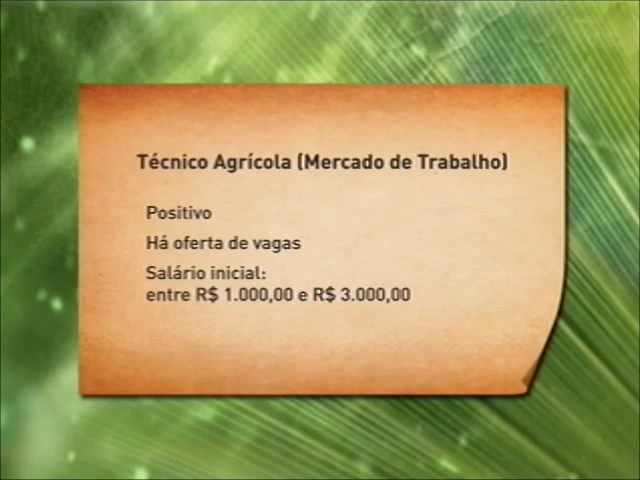 Técnico Agrícola (Mercado de Trabalho)
Positivo
Há oferta de vagas
Salário inicial:
entre R$ 1.000,00 e R$ 3.000,00